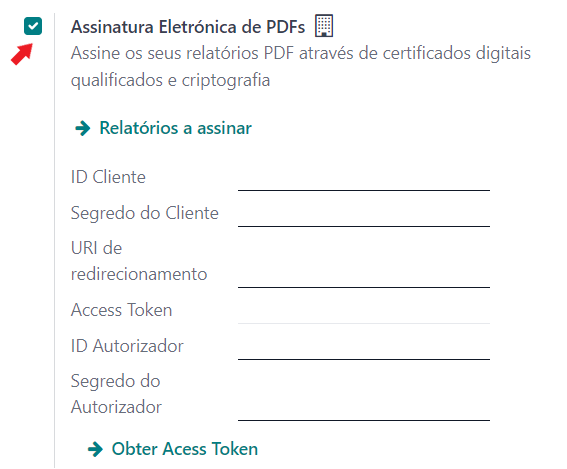 Assinatura Eletrónica de PDFs
Assine os seus relatórios PDF através de certificados digitais
qualificados e criptografia
Relatórios a assinar
ID Cliente
Segredo do Cliente
URI de
redirecionamento
Access Token
ID Autorizador
Segredo do
Autorizador
Obter Acess Token